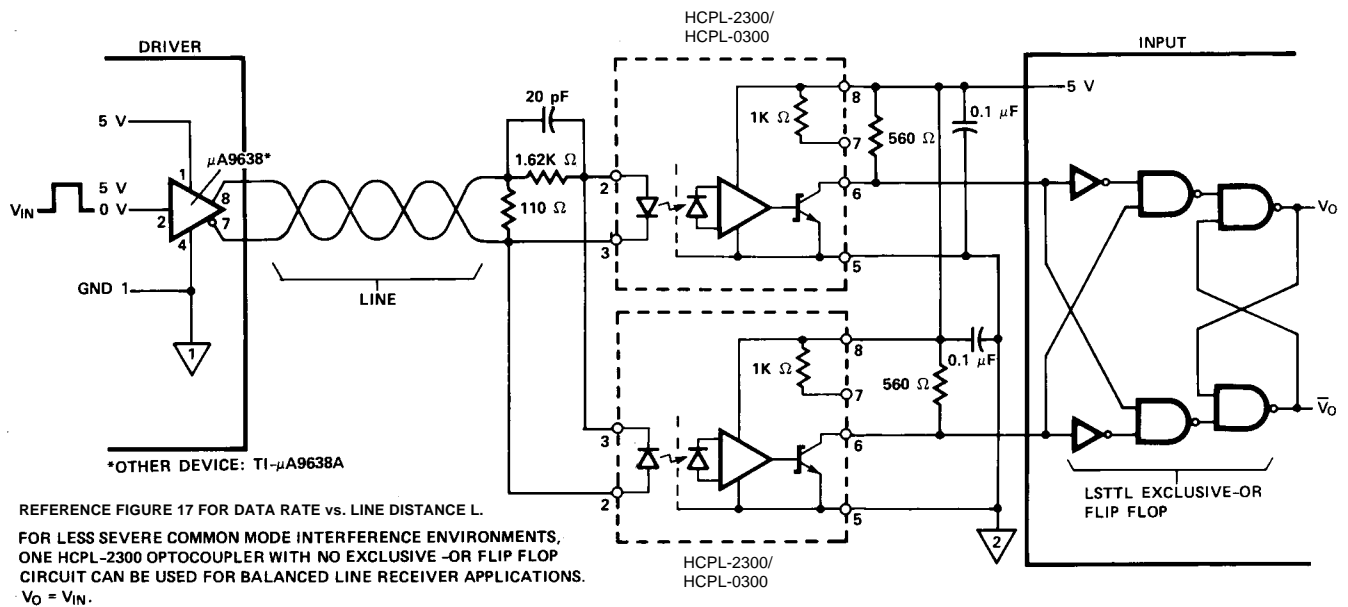 HCPL-2300/
HCPL-0300
DRIVER
INPUT
5 V
μA9638*
1
8
5 V
0 V
VIN
2
7
4
GND 1
1
LINE
20 pF
1.62K Ω
110 Ω
2
3
1K Ω
8
7
6
5
560 Ω
0.1 μF
5 V
VO
3
2
1K Ω
8
7
6
5
560 Ω
0.1 μF
2
V̅O
LSTTL EXCLUSIVE-OR
FLIP FLOP
HCPL-2300/
HCPL-0300
*OTHER DEVICE: TI-μA9638A
REFERENCE FIGURE 17 FOR DATA RATE vs. LINE DISTANCE L.
FOR LESS SEVERE COMMON MODE INTERFERENCE ENVIRONMENTS,
ONE HCPL-2300 OPTOCOUPLER WITH NO EXCLUSIVE -OR FLIP FLOP
CIRCUIT CAN BE USED FOR BALANCED LINE RECEIVER APPLICATIONS.
VO = VIN.